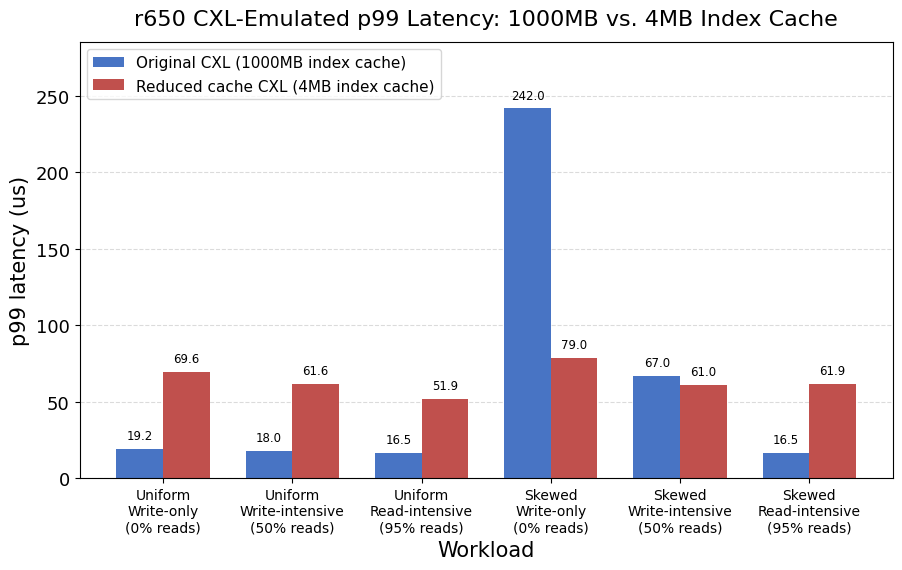 r650 CXL-Emulated p99 Latency: 1000MB vs. 4MB Index Cache
Original CXL (1000MB index cache)
Reduced cache CXL (4MB index cache)
p99 latency (us)
250
200
150
100
50
0
19.2
69.6
18.0
61.6
16.5
51.9
242.0
79.0
67.0
61.0
16.5
61.9
Uniform
Write-only
(0% reads)
Uniform
Write-intensive
(50% reads)
Uniform
Read-intensive
(95% reads)
Skewed
Write-only
(0% reads)
Skewed
Write-intensive
(50% reads)
Skewed
Read-intensive
(95% reads)
Workload